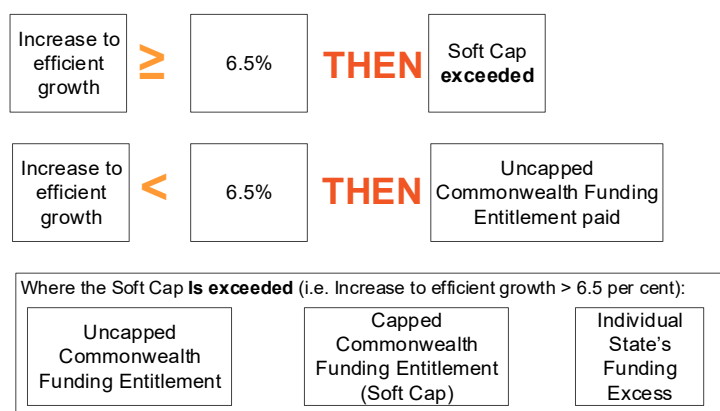 Increase to
efficient
growth
≥
6.5%
THEN
Soft Cap
exceeded
Increase to
efficient
growth
<
6.5%
THEN
Uncapped
Commonwealth Funding
Entitlement paid
Where the Soft Cap Is exceeded (i.e. Increase to efficient growth > 6.5 per cent):
Uncapped
Commonwealth
Funding Entitlement
Capped
Commonwealth
Funding Entitlement
(Soft Cap)
Individual
State's
Funding
Excess